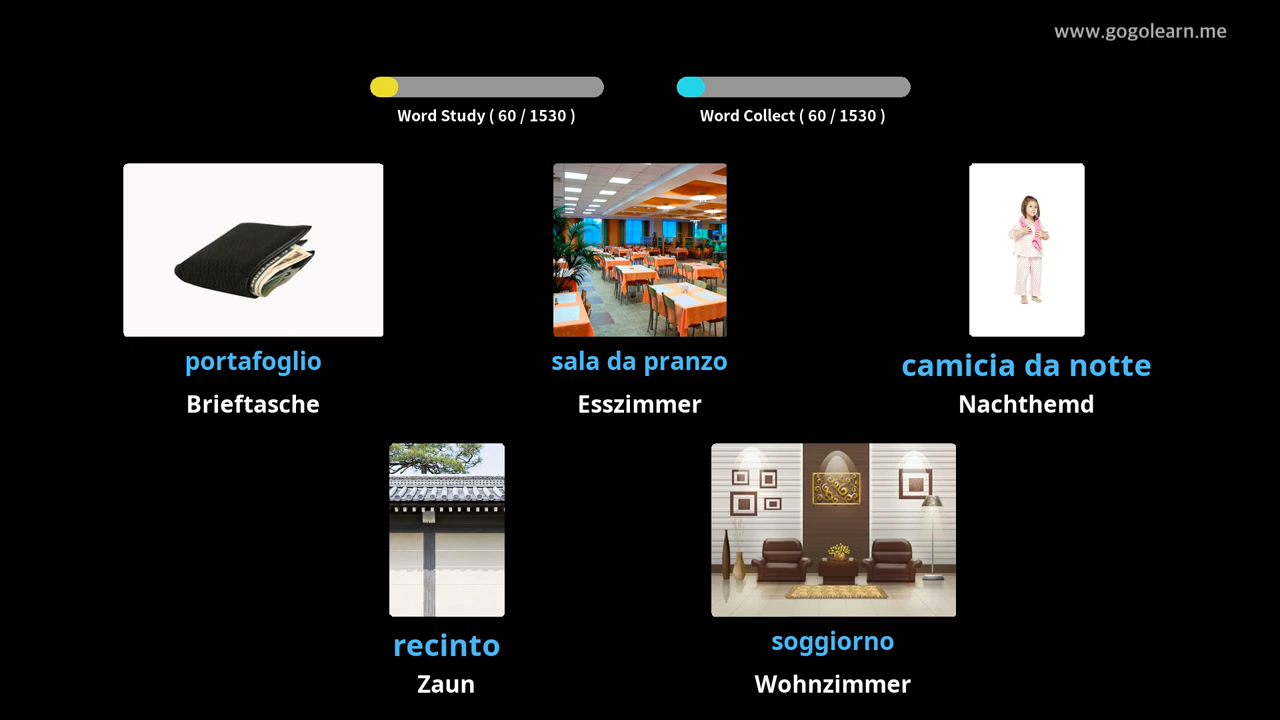 www.gogolearn.me
Word Study ( 60 / 1530 )
Word Collect ( 60 / 1530 )
portafoglio
Brieftasche
sala da pranzo
Esszimmer
camicia da notte
Nachthemd
recinto
Zaun
soggiorno
Wohnzimmer